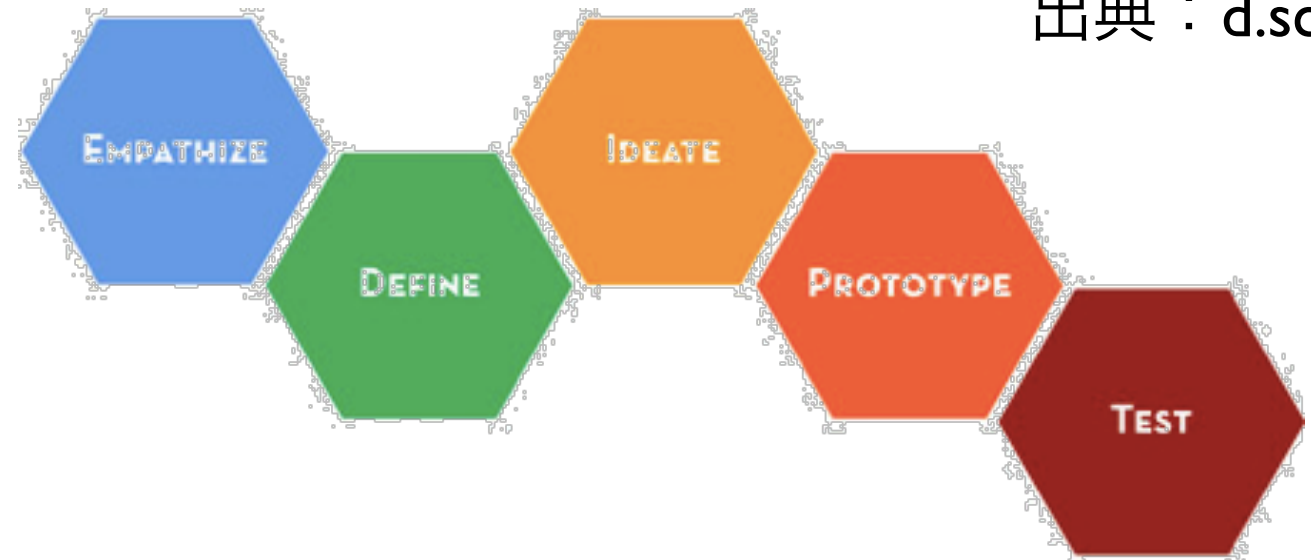 出典：d.sc
EMPATHIZE
IDEATE
DEFINE
PROTOTYPE
TEST